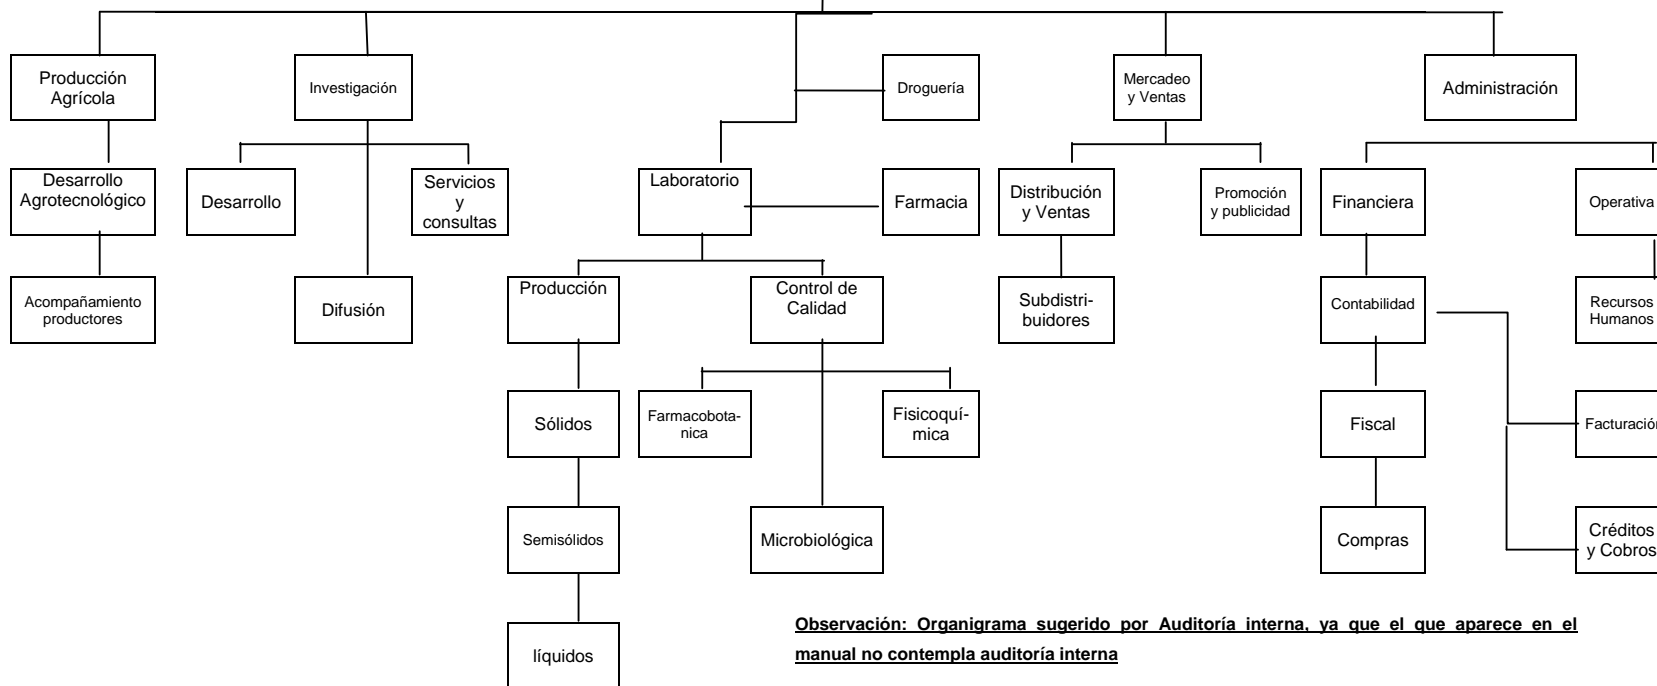 Producción
Agrícola
Investigación
Droguería
Mercadeo
y Ventas
Administración
Desarrollo
Agrotecnológico
Desarrollo
Servicios
y
consultas
Laboratorio
Farmacia
Distribución
y Ventas
Promoción
y publicidad
Financiera
Operativa
Acompañamiento
productores
Difusión
Producción
Control de
Calidad
Subdistri-
buidores
Contabilidad
Recursos
Humanos
Sólidos
Farmacobota-
nica
Fisicoquí-
mica
Fiscal
Facturación
Semisólidos
Microbiológica
Compras
Créditos
y Cobros
líquidos
Observación: Organigrama sugerido por Auditoría interna, ya que el que aparece en el
manual no contempla auditoría interna